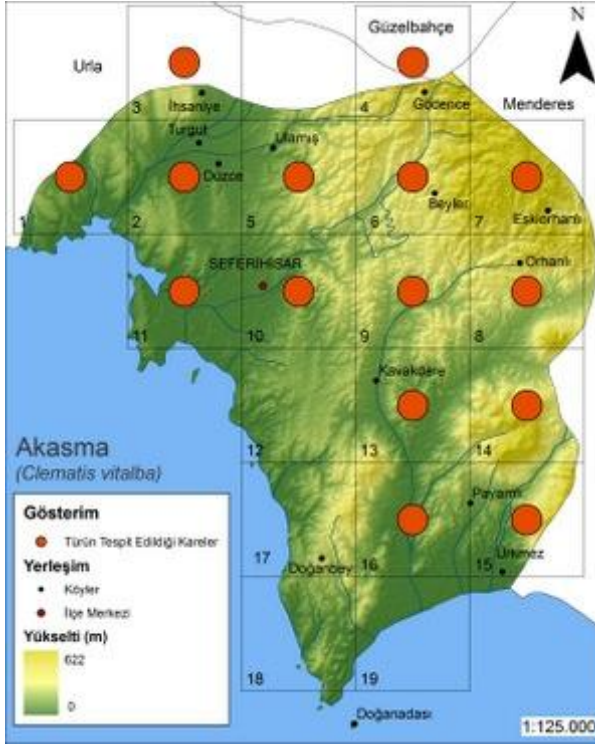 N
Güzelbahçe
Urla
3
İhsaniye
4
Gödence
Menderes
Turgut
Ulamış
Düzce
Beyler
1
2
5
6
7
Eskiorhanlı
SEFERİHİSAR
Orhanlı
11
10
9
8
Kavakdere
Akasma
(Clematis vitalba)
12
13
14
Payamlı
Gösterim
Türün Tespit Edildiği Kareler
Yerleşim
Köyler
İlçe Merkezi
Yükselti (m)
622
0
17
Doğanbey
16
15
Ürkmez
18
19
Doğanadası
1:125.000